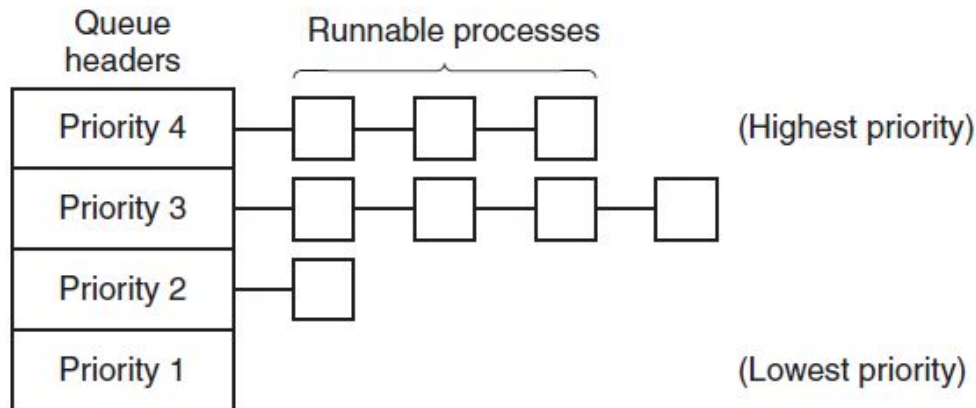 Queue
headers
Runnable processes
Priority 4
(Highest priority)
Priority 3
Priority 2
Priority 1
(Lowest priority)